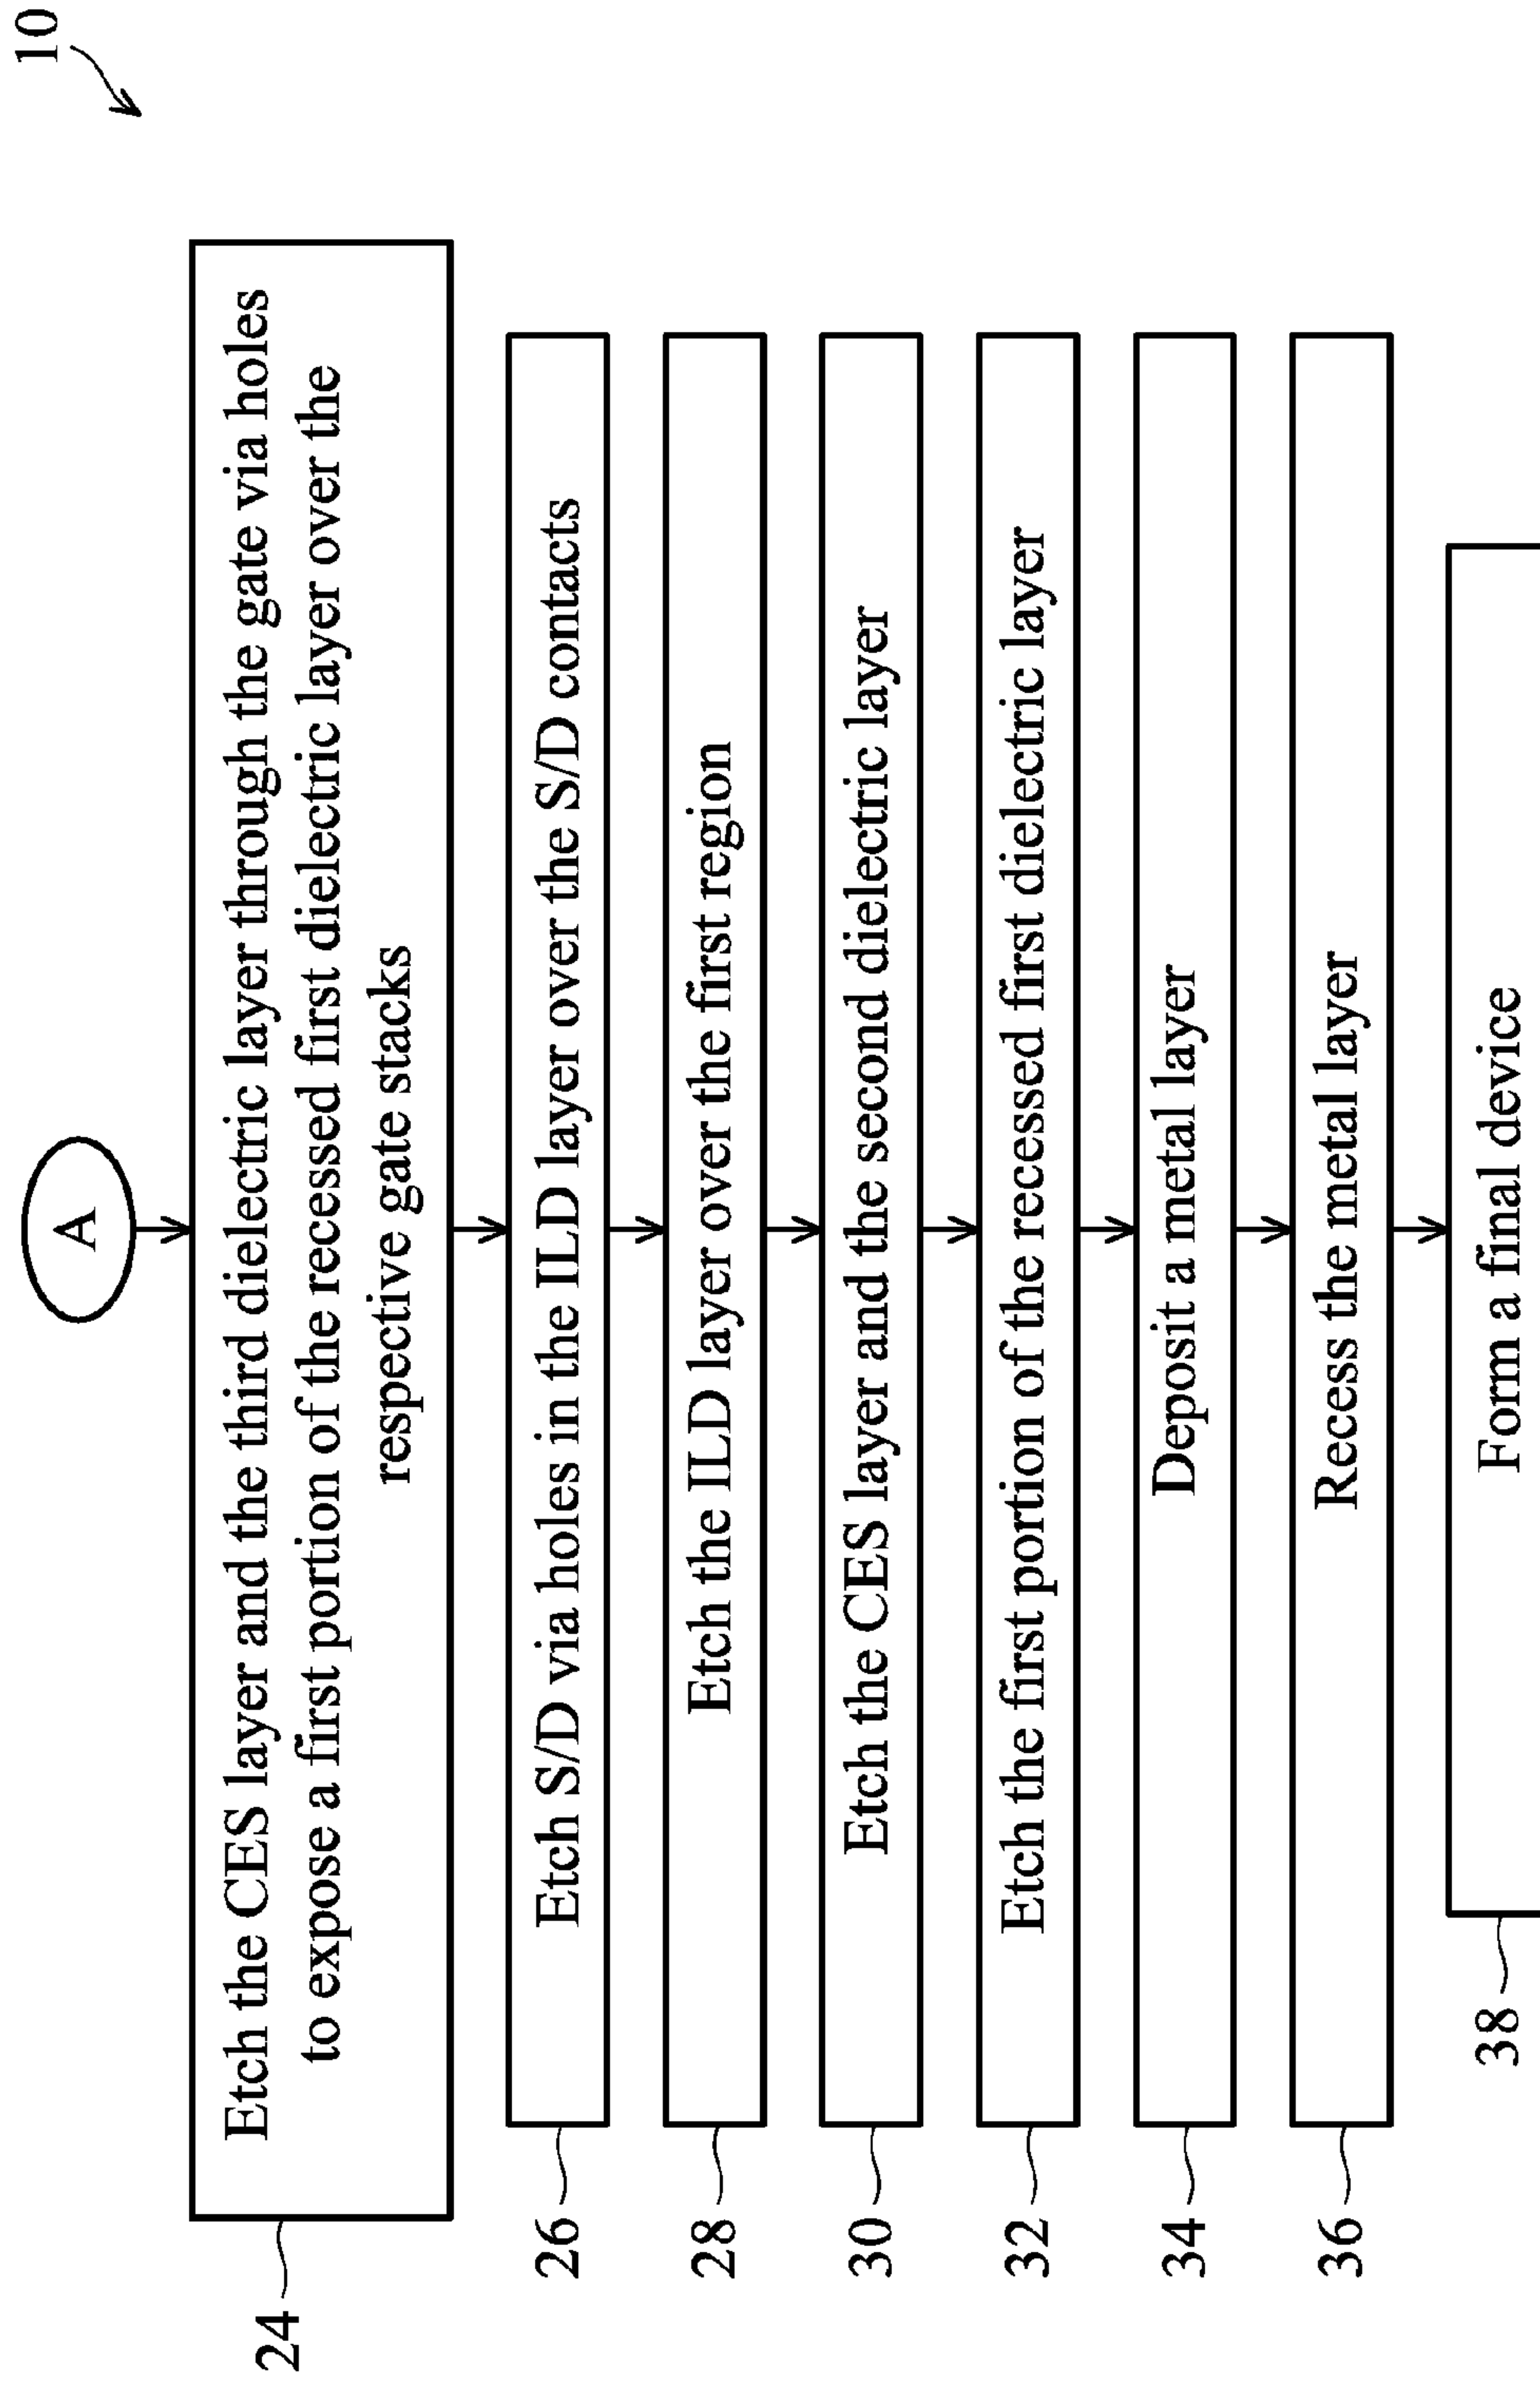 10
A
24
Etch the CES layer and the third dielectric layer through the gate via holes
to expose a first portion of the recessed first dielectric layer over the
respective gate stacks
26
Etch S/D via holes in the ILD layer over the S/D contacts
28
Etch the ILD layer over the first region
30
Etch the CES layer and the second dielectric layer
32
Etch the first portion of the recessed first dielectric layer
34
Deposit a metal layer
36
Recess the metal layer
38
Form a final device